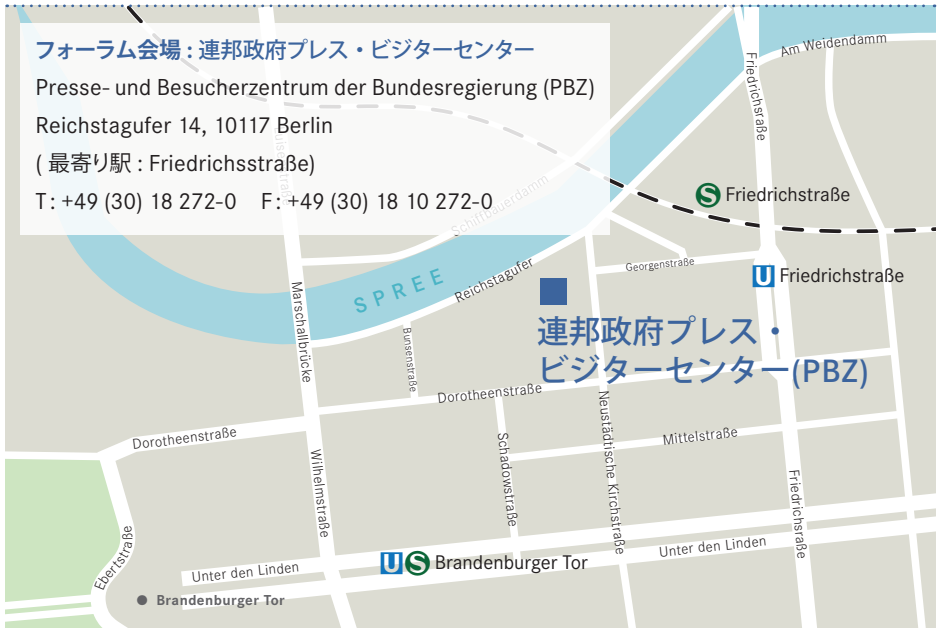 フォーラム会場 : 連邦政府プレス・ビジターセンター
Presse- und Besucherzentrum der Bundesregierung (PBZ)
Reichstagufer 14, 10117 Berlin
( 最寄り駅 : Friedrichsstraße)
T: +49 (30) 18 272-0 F: +49 (30) 18 10 272-0
Am Weidendamm
Friedrichsraße
Luisenstraße
Schiffbauerdamm
S Friedrichstraße
Georgenstraße
U Friedrichstraße
SPREE
Reichstagufer
Marschallbrücke
Bunsenstraße
連邦政府プレス・
ビジターセンター(PBZ)
Dorotheenstraße
Dorotheenstraße
Neustädtische Kirchstraße
Mittelstraße
Schadowstraße
Wilhelmstraße
Friedrichsraße
Ebertstraße
Unter den Linden
US Brandenburger Tor
Unter den Linden
Brandenburger Tor